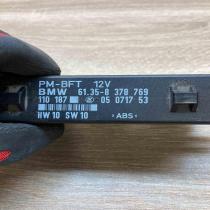 PM-BFT 12V
BMW 61.35-8 378 769
110 187 05 0717 53
HW 10 SW 10
›ABS‹